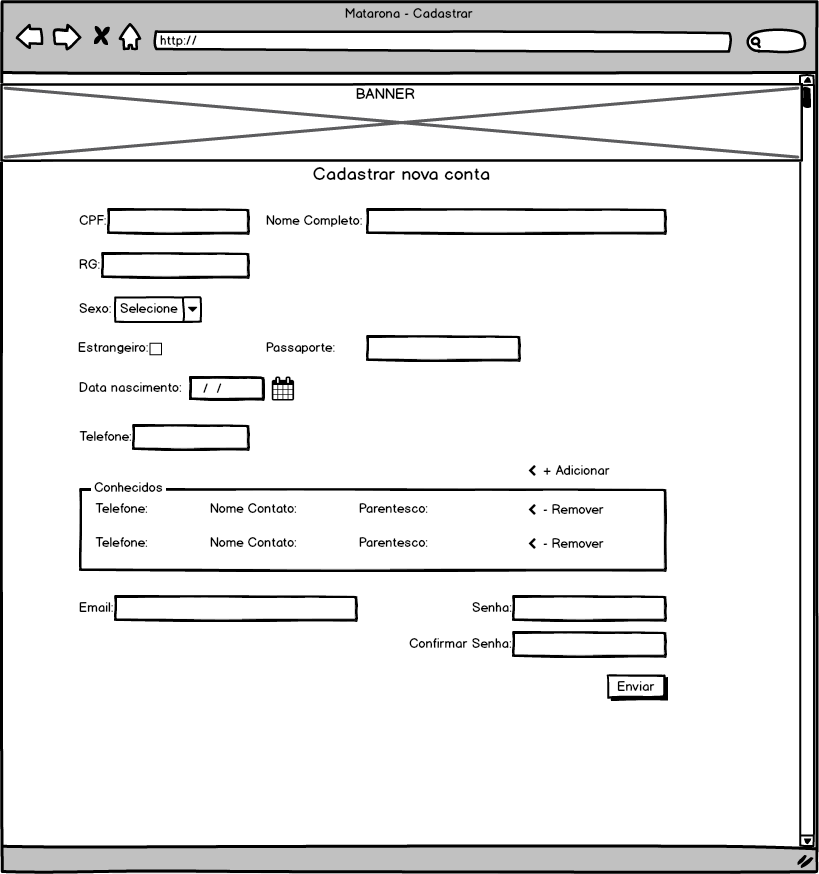 Matarona - Cadastrar
http://
BANNER
Cadastrar nova conta
CPF: Nome Completo:
RG:
Sexo: Selecione
Estrangeiro: Passaporte:
Data nascimento: / /
Telefone:
+ Adicionar
Conhecidos
Telefone: Nome Contato: Parentesco: - Remover
Telefone: Nome Contato: Parentesco: - Remover
Email: Senha:
Confirmar Senha:
Enviar